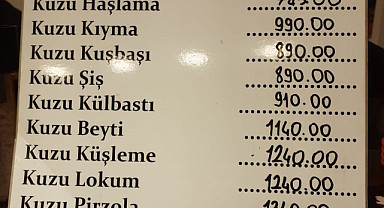 Kuzu Haşlama
Kuzu Kıyma 990.00
Kuzu Kuşbaşı 890.00
Kuzu Şiş 890.00
Kuzu Külbastı 910.00
Kuzu Beyti 1140.00
Kuzu Küşleme 1240.00
Kuzu Lokum 1240.00
Kuzu Pirzola